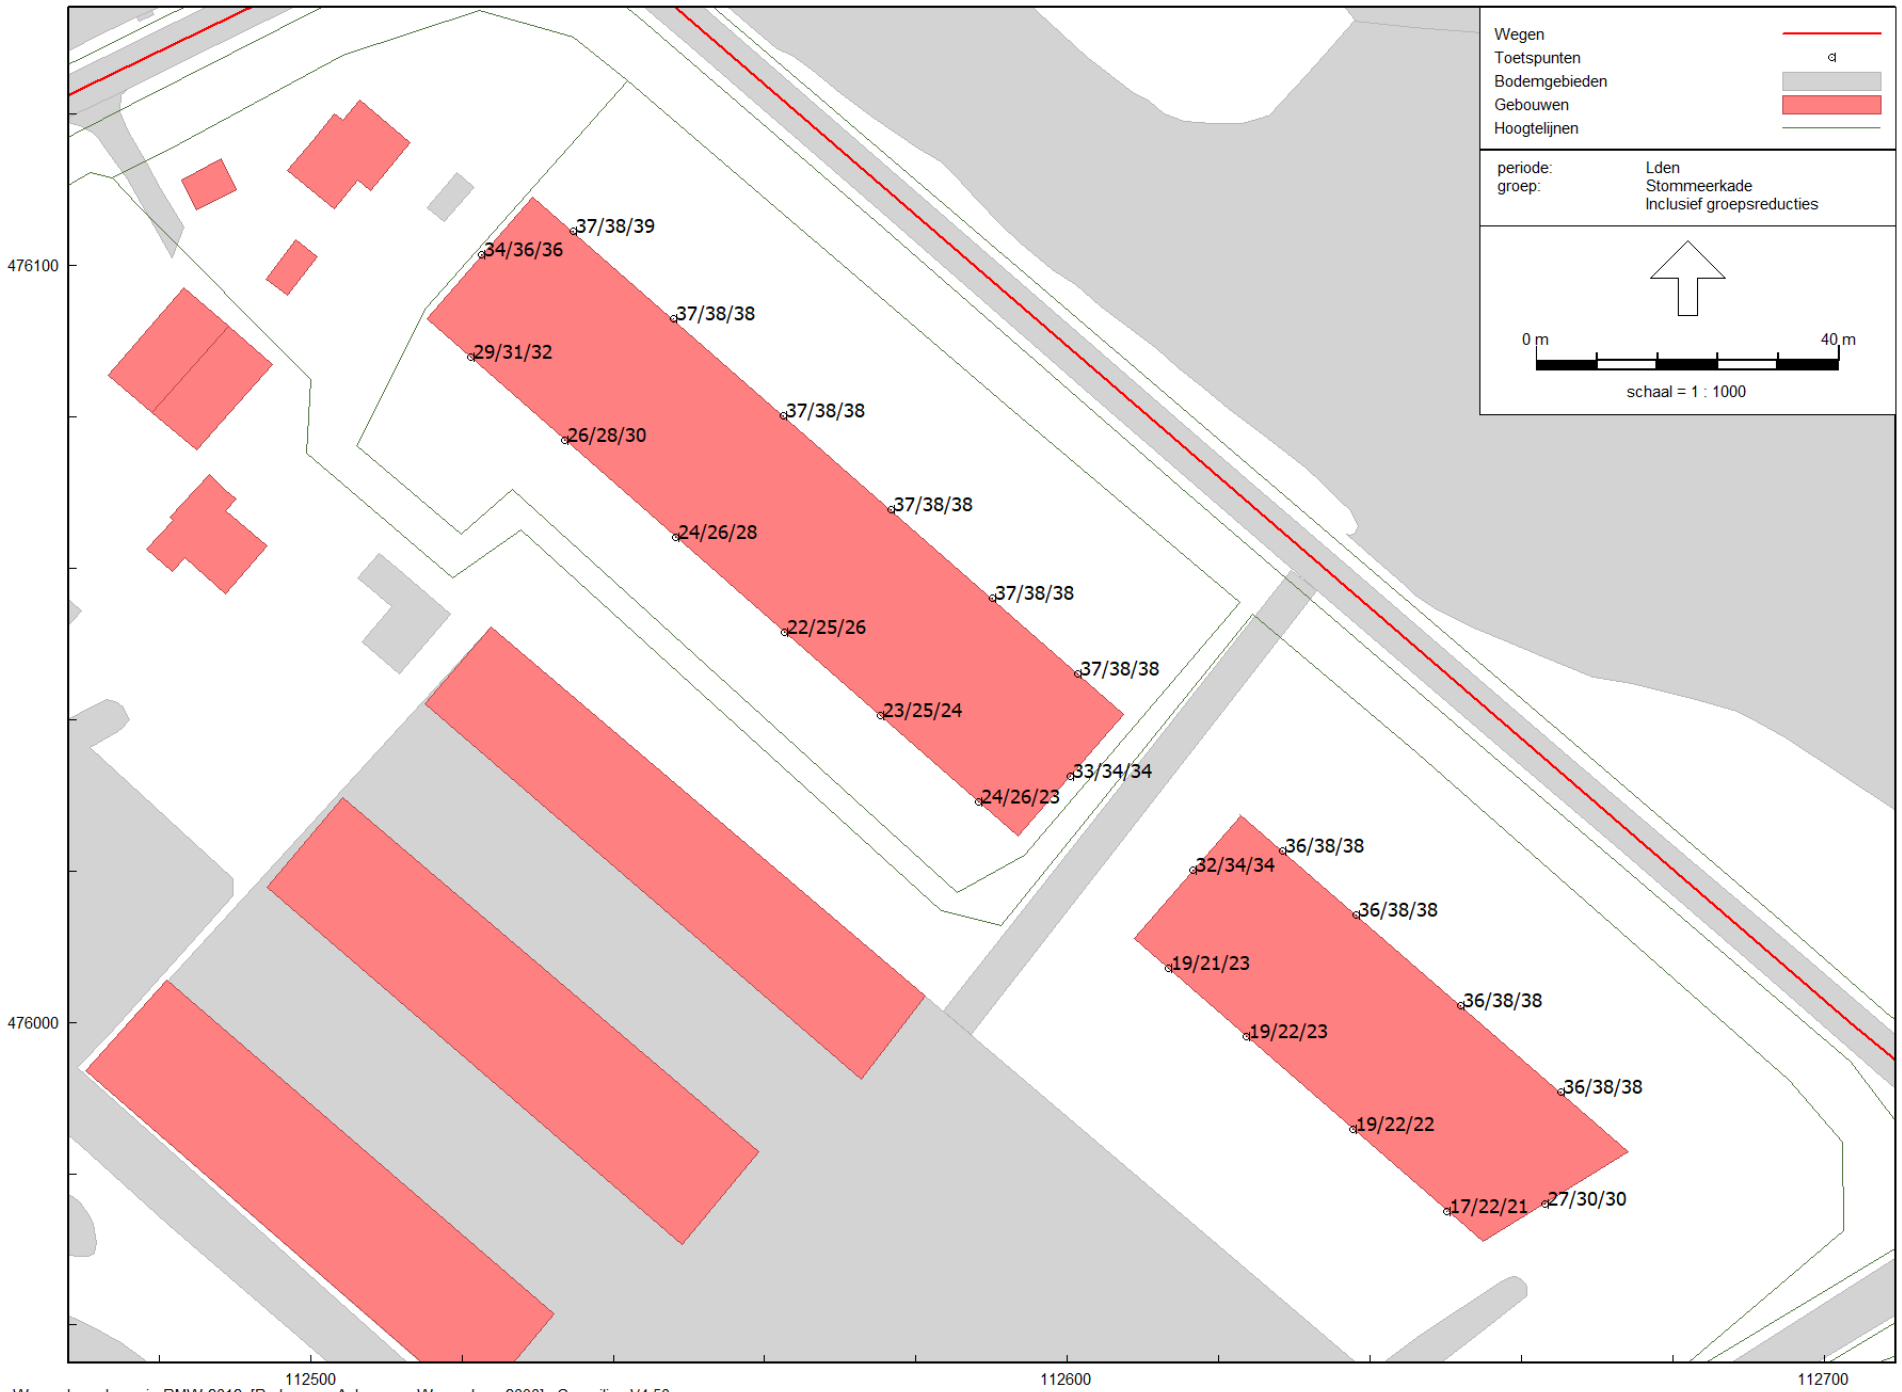 Wegen
Toetspunten
Bodemgebieden
Gebouwen
Hoogtelijnen
periode: Lden
groep: Stommeerkade
Inclusief groepsreducties
0 m 40 m
schaal = 1 : 1000
37/38/39
34/36/36
476100
37/38/38
29/31/32
37/38/38
26/28/30
37/38/38
24/26/28
37/38/38
22/25/26
37/38/38
23/25/24
33/34/34
24/26/23
36/38/38
32/34/34
36/38/38
19/21/23
36/38/38
476000
19/22/23
36/38/38
19/22/22
27/30/30
17/22/21
112500 112600 112700